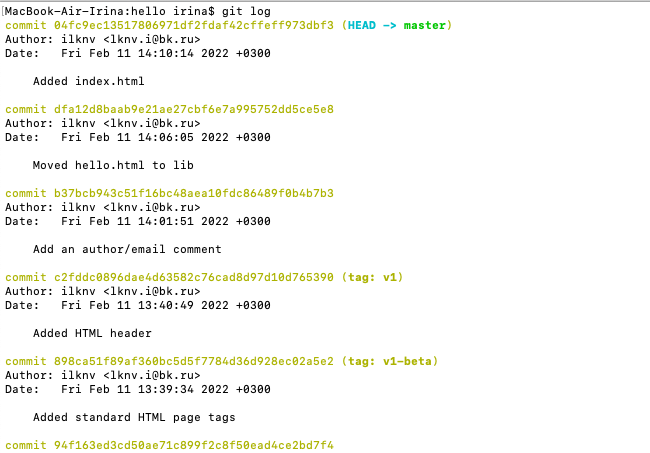 MacBook-Air-Irina:hello irina$ git log
commit 04fc9ec13517806971df2fdaf42cffeff973dbf3 (HEAD -> master)
Author: ilknv <lknv.i@bk.ru>
Date:   Fri Feb 11 14:10:14 2022 +0300
Added index.html
commit dfa12d8baab9e21ae27cbf6e7a995752dd5ce5e8
Author: ilknv <lknv.i@bk.ru>
Date:   Fri Feb 11 14:06:05 2022 +0300
Moved hello.html to lib
commit b37bcb943c51f16bc48aea10fdc86489f0b4b7b3
Author: ilknv <lknv.i@bk.ru>
Date:   Fri Feb 11 14:01:51 2022 +0300
Add an author/email comment
commit c2fddc0896dae4d63582c76cad8d97d10d765390 (tag: v1)
Author: ilknv <lknv.i@bk.ru>
Date:   Fri Feb 11 13:40:49 2022 +0300
Added HTML header
commit 898ca51f89af360bc5d5f7784d36d928ec02a5e2 (tag: v1-beta)
Author: ilknv <lknv.i@bk.ru>
Date:   Fri Feb 11 13:39:34 2022 +0300
Added standard HTML page tags
commit 94f163ed3cd50ae71c899f2c8f50ead4ce2bd7f4